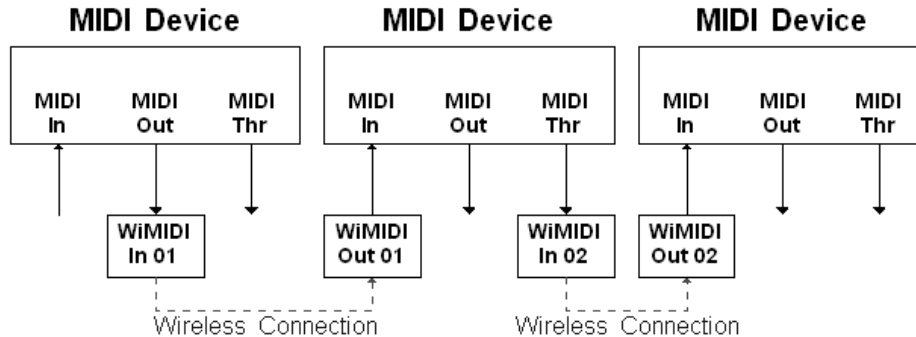 MIDI Device MIDI Device MIDI Device
MIDI MIDI MIDI MIDI MIDI MIDI MIDI MIDI MIDI
In Out Thr In Out Thr In Out Thr
WiMIDI WiMIDI WiMIDI WiMIDI
In 01 Out 01 In 02 Out 02
Wireless Connection Wireless Connection